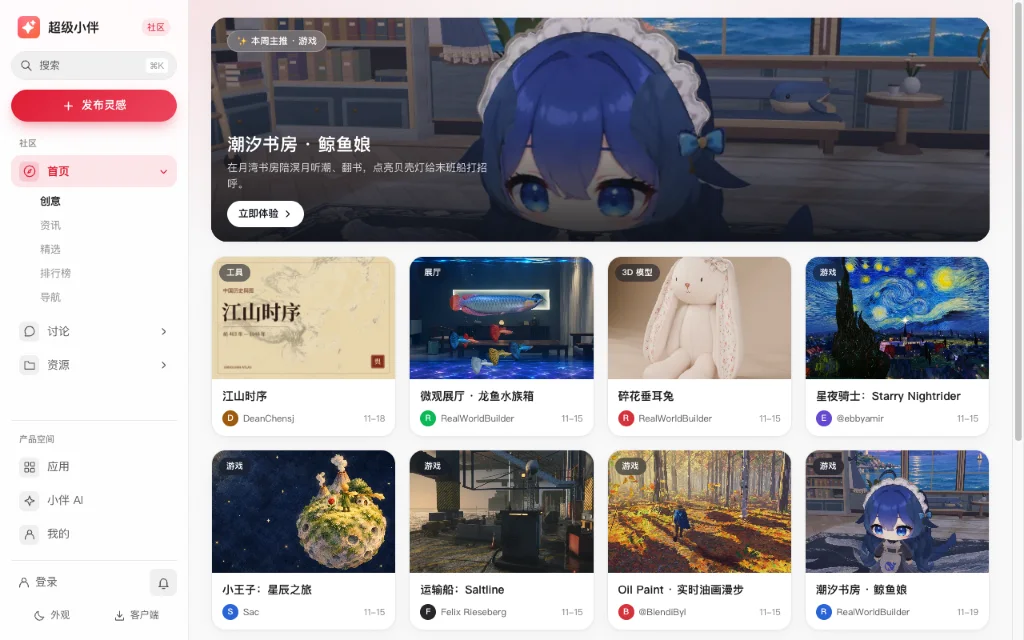 超级小伴
社区
搜索
⌘K
+ 发布灵感
社区
首页
创意
资讯
精选
排行榜
导航
讨论
资源
产品空间
应用
小伴 AI
我的
登录
外观
客户端
✨ 本周主推 · 游戏
潮汐书房 · 鲸鱼娘
在月湾书房陪溟月听潮、翻书，点亮贝壳灯给末班船打招
呼。
立即体验
工具
江山时序
江山时序
D
DeanChensj
11-18
展厅
微观展厅 · 龙鱼水族箱
R
RealWorldBuilder
11-15
3D 模型
碎花垂耳兔
R
RealWorldBuilder
11-15
游戏
星夜骑士：Starry Nightrider
E
@ebbyamir
11-15
游戏
小王子：星辰之旅
S
Sac
11-15
游戏
运输船：Saltline
F
Felix Rieseberg
11-15
游戏
Oil Paint · 实时油画漫步
B
@BlendiByl
11-15
游戏
潮汐书房 · 鲸鱼娘
R
RealWorldBuilder
11-19